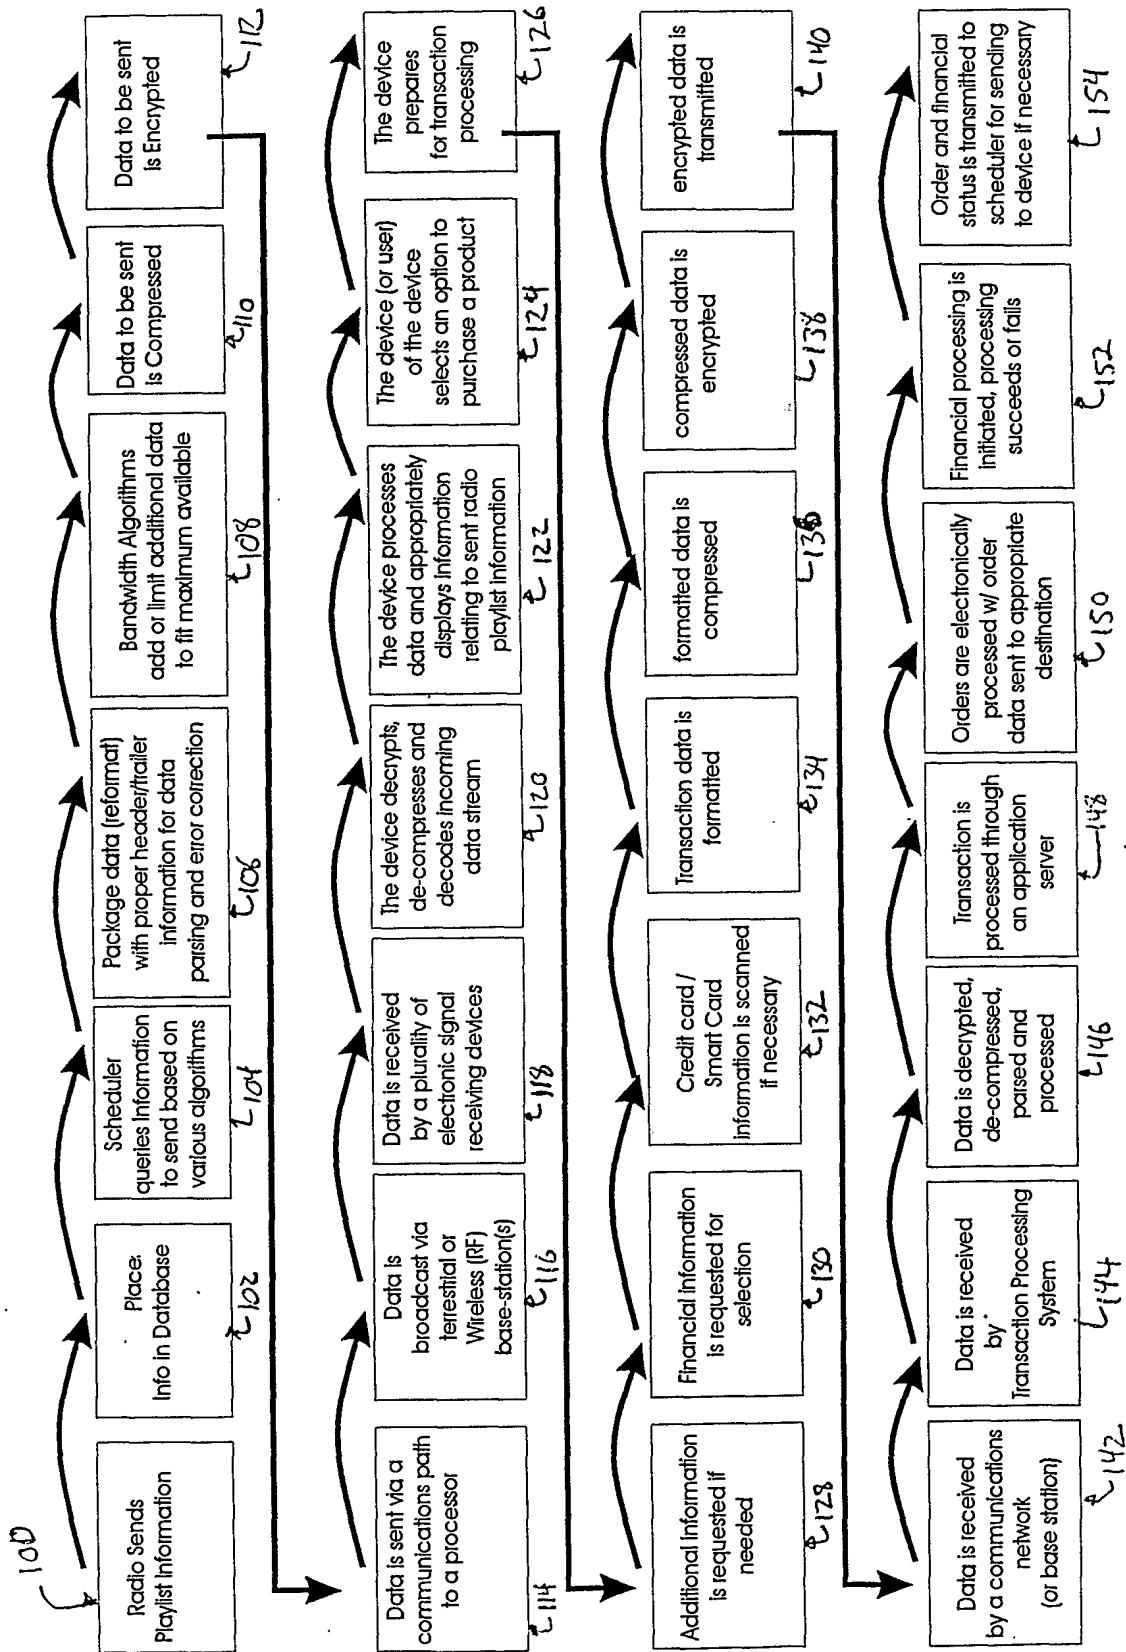 100
Radio Sends
Playlist Information
Place
Info in Database
102
Scheduler
queries Information
to send based on
various algorithms
104
Package data (reformat)
with proper header/trailer
information for data
parsing and error correction
106
Bandwidth Algorithms
add or limit additional data
to fit maximum available
108
Data to be sent
is Compressed
110
Data to be sent
is Encrypted
112
Data is sent via a
communications path
to a processor
114
Data is
broadcast via
terrestrial or
Wireless (RF)
base-station(s)
116
Data is received
by a plurality of
electronic signal
receiving devices
118
The device decrypts,
de-compresses and
decodes incoming
data stream
120
The device processes
data and appropriately
displays information
relating to sent radio
playlist information
122
The device (or user)
of the device
selects an option to
purchase a product
124
The device
prepares
for transaction
processing
126
Additional information
is requested if
needed
128
Financial information
is requested for
selection
130
Credit card /
Smart Card
information is scanned
if necessary
132
Transaction data is
formatted
134
formatted data is
compressed
compressed data is
encrypted
138
encrypted data is
transmitted
140
Data is received
by a communications
network
(or base station)
142
Data is received
by
Transaction Processing
System
144
Data is decrypted,
de-compressed,
parsed and
processed
146
Transaction is
processed through
an application
server
148
Orders are electronically
processed w/ order
data sent to appropriate
destination
150
Financial processing is
initiated, processing
succeeds or fails
152
Order and financial
status is transmitted to
scheduler for sending
to device if necessary
154